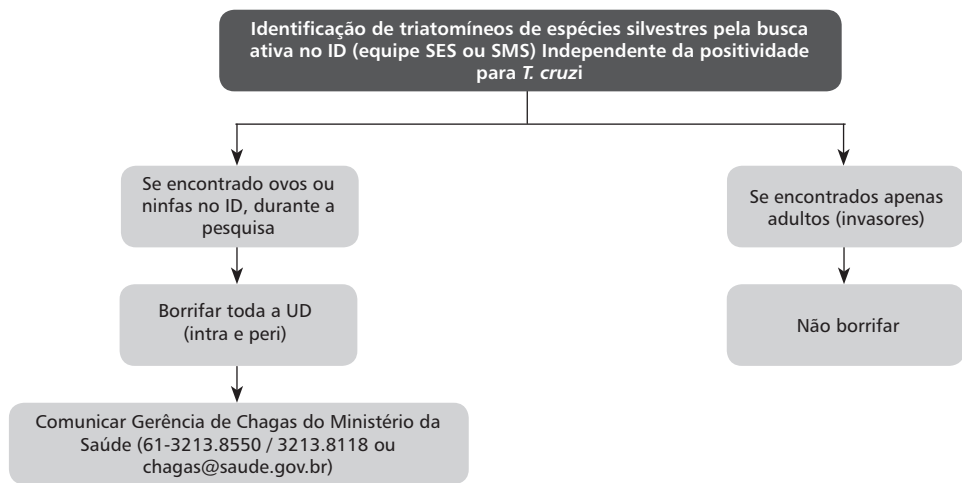 Identificação de triatomíneos de espécies silvestres pela busca
ativa no ID (equipe SES ou SMS) Independente da positividade
para T. cruzi
Se encontrado ovos ou
ninfas no ID, durante a
pesquisa
Se encontrados apenas
adultos (invasores)
Borrifar toda a UD
(intra e peri)
Não borrifar
Comunicar Gerência de Chagas do Ministério da
Saúde (61-3213.8550 / 3213.8118 ou
chagas@saude.gov.br)